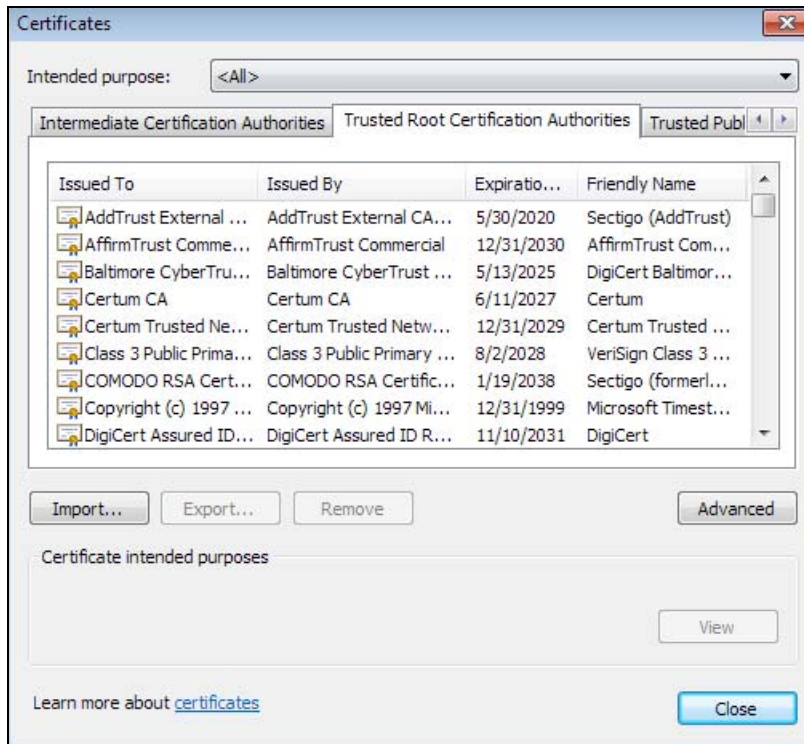 Certificates
Intended purpose: <All>
Intermediate Certification Authorities Trusted Root Certification Authorities Trusted Publ
Issued To Issued By Expiratio... Friendly Name
AddTrust External ... AddTrust External CA... 5/30/2020 Sectigo (AddTrust)
AffirmTrust Comme... AffirmTrust Commercial 12/31/2030 AffirmTrust Com...
Baltimore CyberTru... Baltimore CyberTrust ... 5/13/2025 DigiCert Baltimor...
Certum CA Certum CA 6/11/2027 Certum
Certum Trusted Ne... Certum Trusted Netw... 12/31/2029 Certum Trusted ...
Class 3 Public Prima... Class 3 Public Primary ... 8/2/2028 VeriSign Class 3 ...
COMODO RSA Cert... COMODO RSA Certific... 1/19/2038 Sectigo (formerl...
Copyright (c) 1997 ... Copyright (c) 1997 Mi... 12/31/1999 Microsoft Timest...
DigiCert Assured ID... DigiCert Assured ID R... 11/10/2031 DigiCert
Import... Export... Remove Advanced
Certificate intended purposes
View
Learn more about certificates
Close